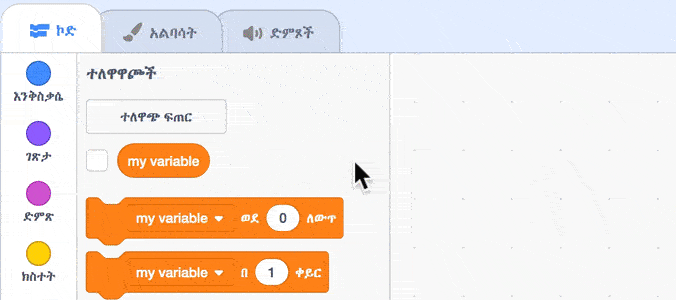 ኮድ
አልባሳት
ድምጾች
እንቅስቃሴ
ገጽታ
ድምጽ
ክስተት
ተለዋዋጮች
ተለዋጭ ፍጠር
my variable
my variable ወደ 0 ለውጥ
my variable በ 1 ቀይር